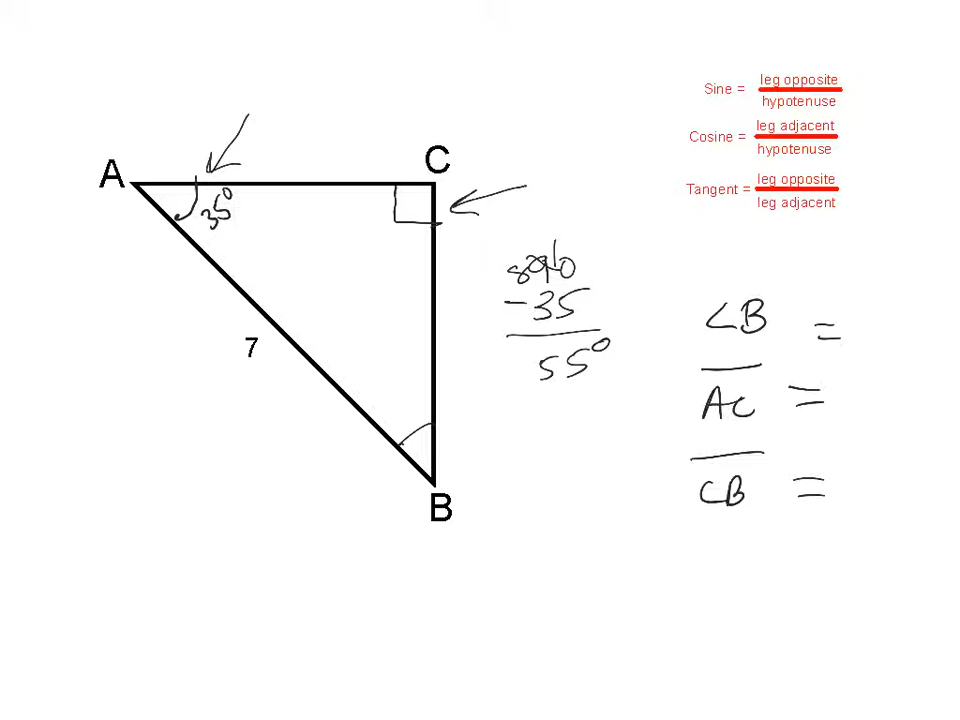 Sine = leg opposite
hypotenuse
Cosine = leg adjacent
hypotenuse
Tangent = leg opposite
leg adjacent
A
C
35°
7
B
-35
55°
∠B =
AC =
CB =